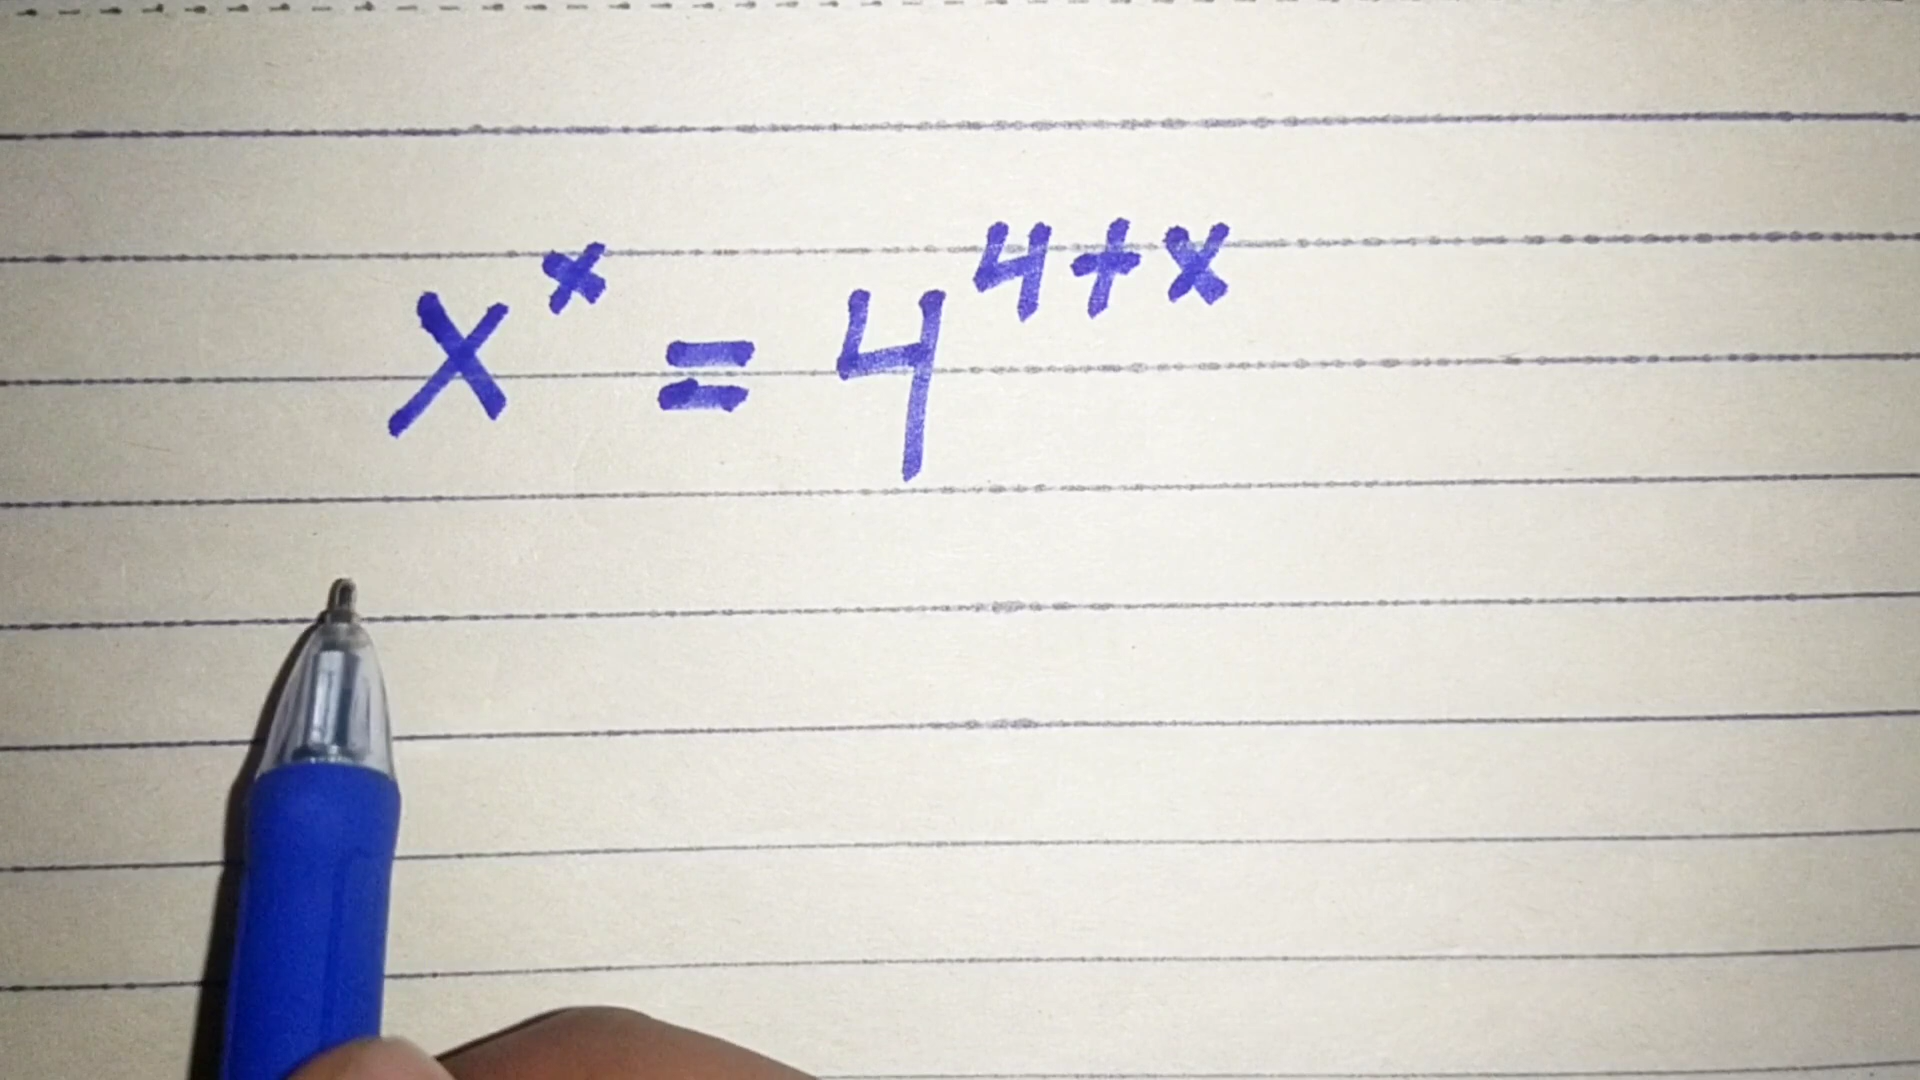 x^x = 4^{4+x}